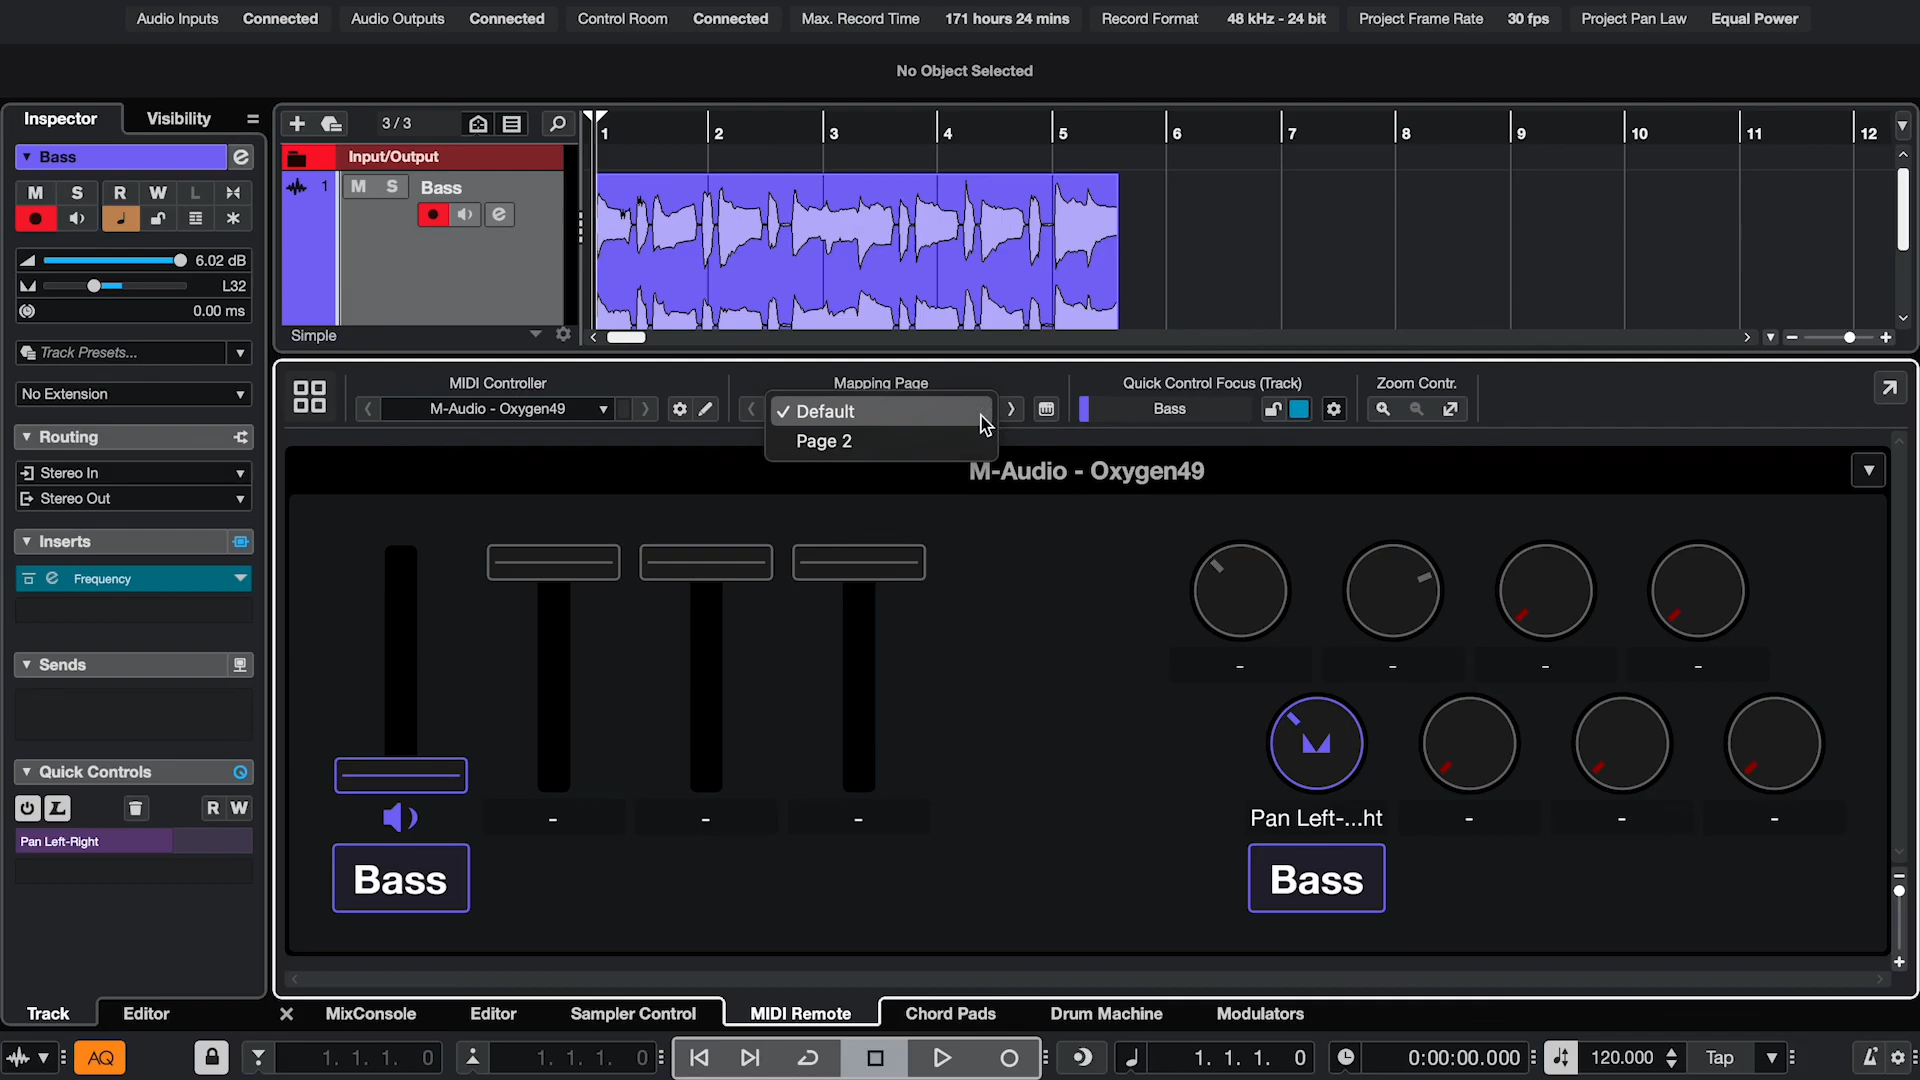 Audio Inputs Connected Audio Outputs Connected Control Room Connected Max. Record Time 171 hours 24 mins Record Format 48 kHz - 24 bit Project Frame Rate 30 fps Project Pan Law Equal Power
No Object Selected
Inspector Visibility
3/3
1 2 3 4 5 6 7 8 9 10 11 12
Bass e
Input/Output
M S R W L
1 M S Bass
e
6.02 dB
L32
0.00 ms
Simple
Track Presets...
No Extension
MIDI Controller Mapping Page Quick Control Focus (Track) Zoom Contr.
M-Audio - Oxygen49 Bass
✓ Default
Page 2
Routing
Stereo In
Stereo Out
M-Audio - Oxygen49
Inserts
e Frequency
Sends
- - - -
Quick Controls
L R W
Pan Left-Right
- - - Pan Left-...ht - - -
Bass Bass
Track Editor MixConsole Editor Sampler Control MIDI Remote Chord Pads Drum Machine Modulators
AQ 1. 1. 1. 0 1. 1. 1. 0 1. 1. 1. 0 0:00:00.000 120.000 Tap